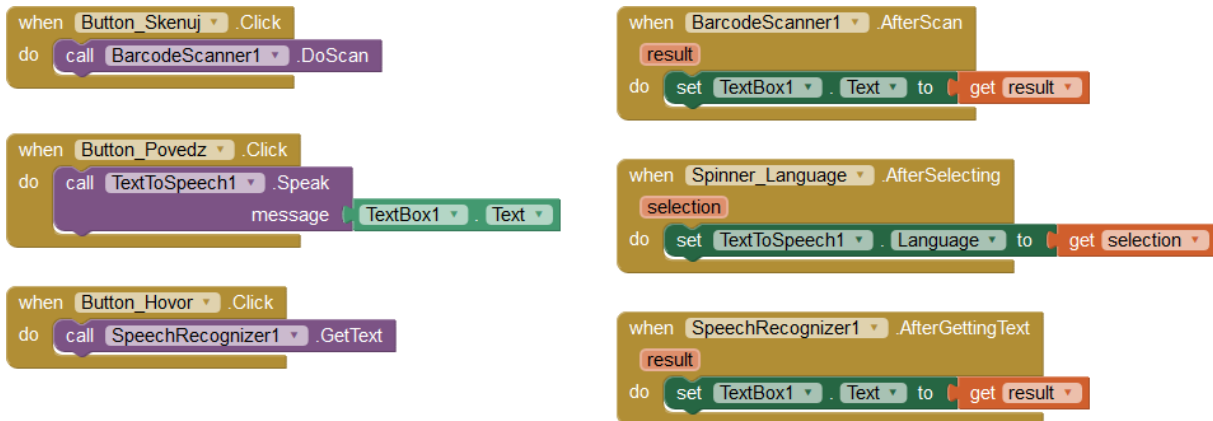 when Button_Skenuj .Click
do call BarcodeScanner1 .DoScan
when Button_Povedz .Click
do call TextToSpeech1 .Speak
message TextBox1 . Text
when Button_Hovor .Click
do call SpeechRecognizer1 .GetText
when BarcodeScanner1 .AfterScan
result
do set TextBox1 . Text to get result
when Spinner_Language .AfterSelecting
selection
do set TextToSpeech1 . Language to get selection
when SpeechRecognizer1 .AfterGettingText
result
do set TextBox1 . Text to get result